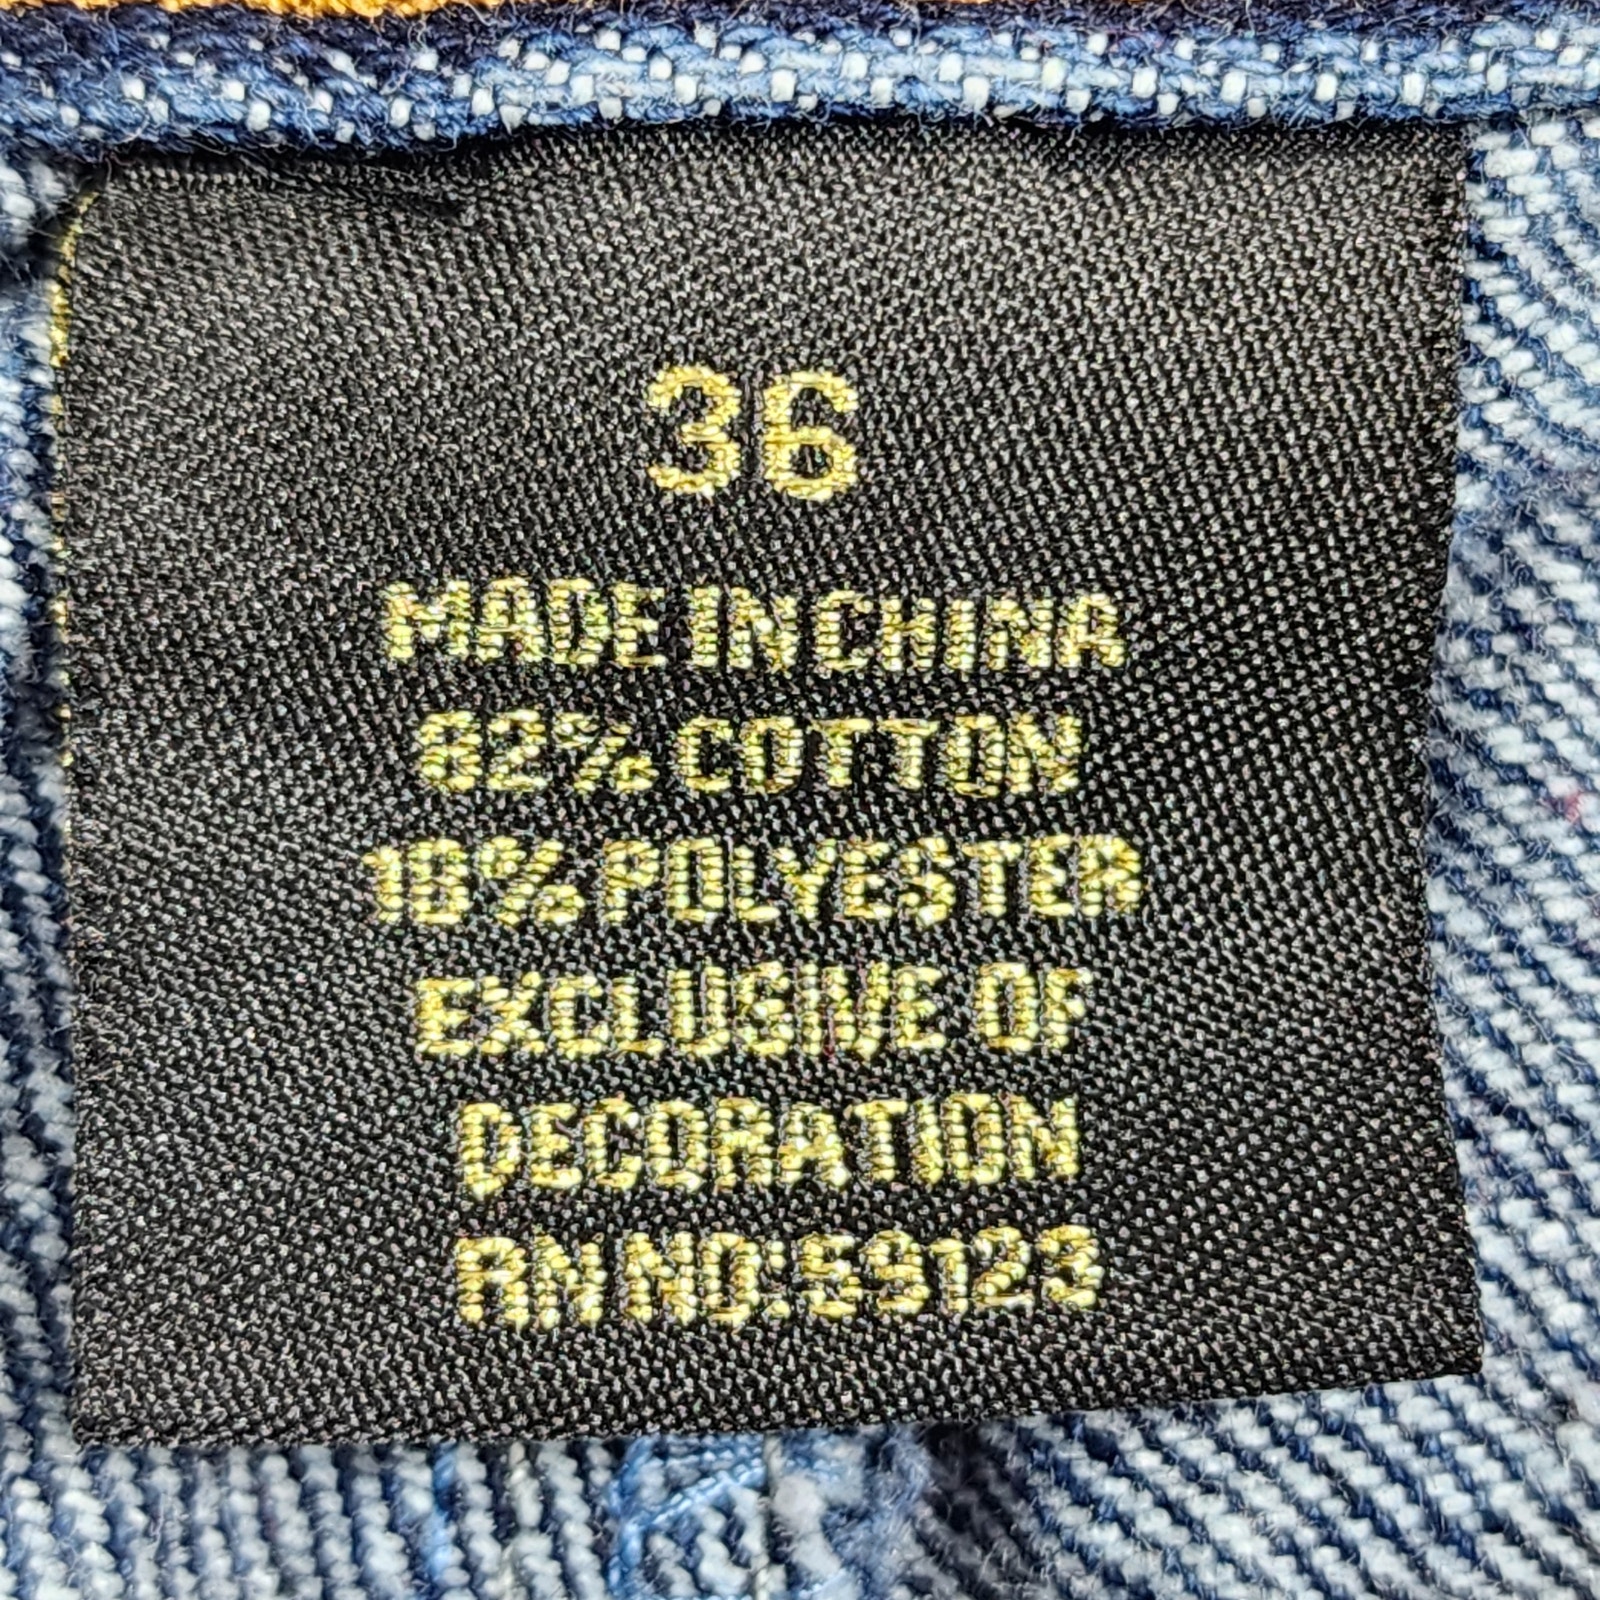 36
MADE IN CHINA
82% COTTON
18% POLYESTER
EXCLUSIVE OF
DECORATION
RN NO:59123